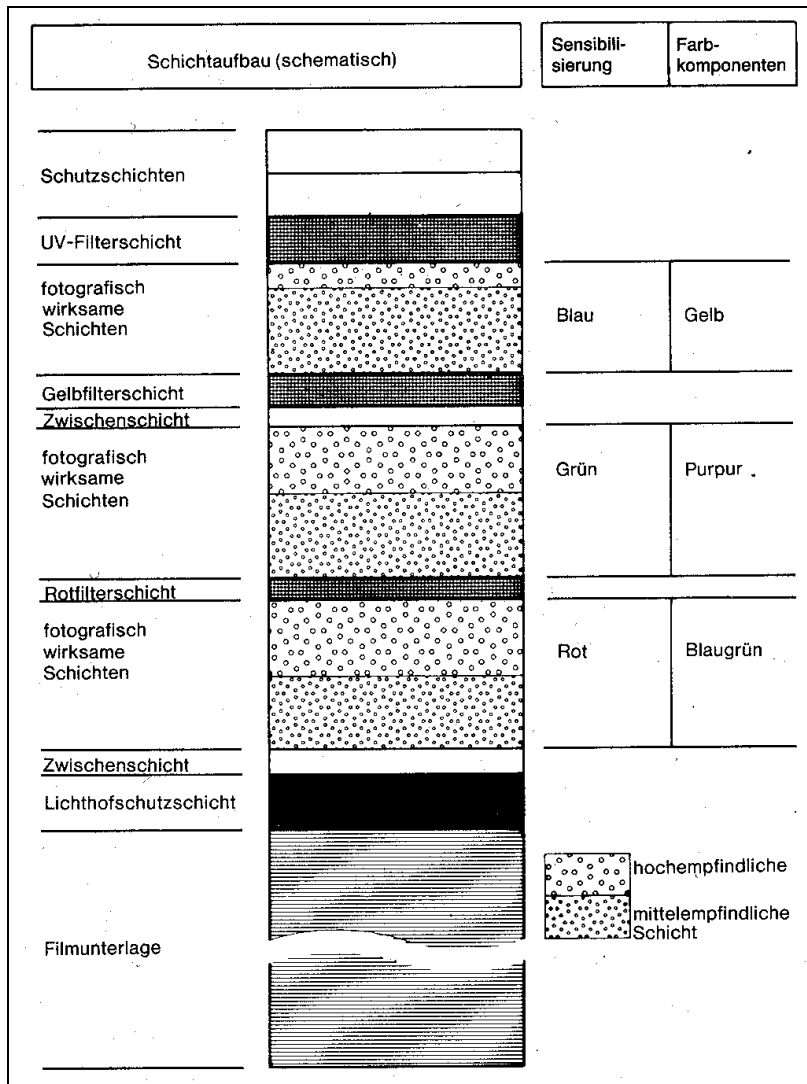 Schichtaufbau (schematisch)
Sensibili-
sierung
Farb-
komponenten
Schutzschichten
UV-Filterschicht
fotografisch
wirksame
Schichten
Blau
Gelb
Gelbfilterschicht
Zwischenschicht
fotografisch
wirksame
Schichten
Grün
Purpur
Rotfilterschicht
fotografisch
wirksame
Schichten
Rot
Blaugrün
Zwischenschicht
Lichthofschutzschicht
hochempfindliche
mittelempfindliche
Schicht
Filmunterlage